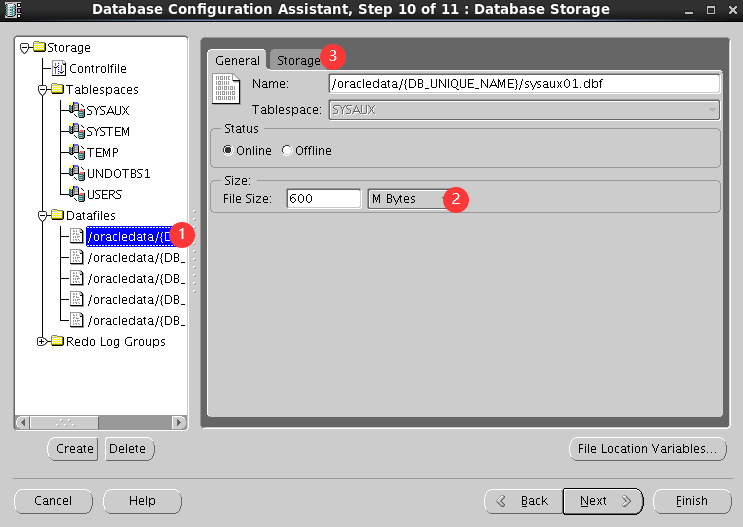 Database Configuration Assistant, Step 10 of 11 : Database Storage
Storage
Controlfile
Tablespaces
SYSAUX
SYSTEM
TEMP
UNDOTBS1
USERS
Datafiles
/oracledata/{D 1
/oracledata/{DB_
/oracledata/{DB_
/oracledata/{DB_
/oracledata/{DB_
Redo Log Groups
Create Delete
General Storage 3
Name: /oracledata/{DB_UNIQUE_NAME}/sysaux01.dbf
Tablespace: SYSAUX
Status
Online Offline
Size:
File Size: 600 M Bytes 2
File Location Variables...
Cancel Help Back Next Finish